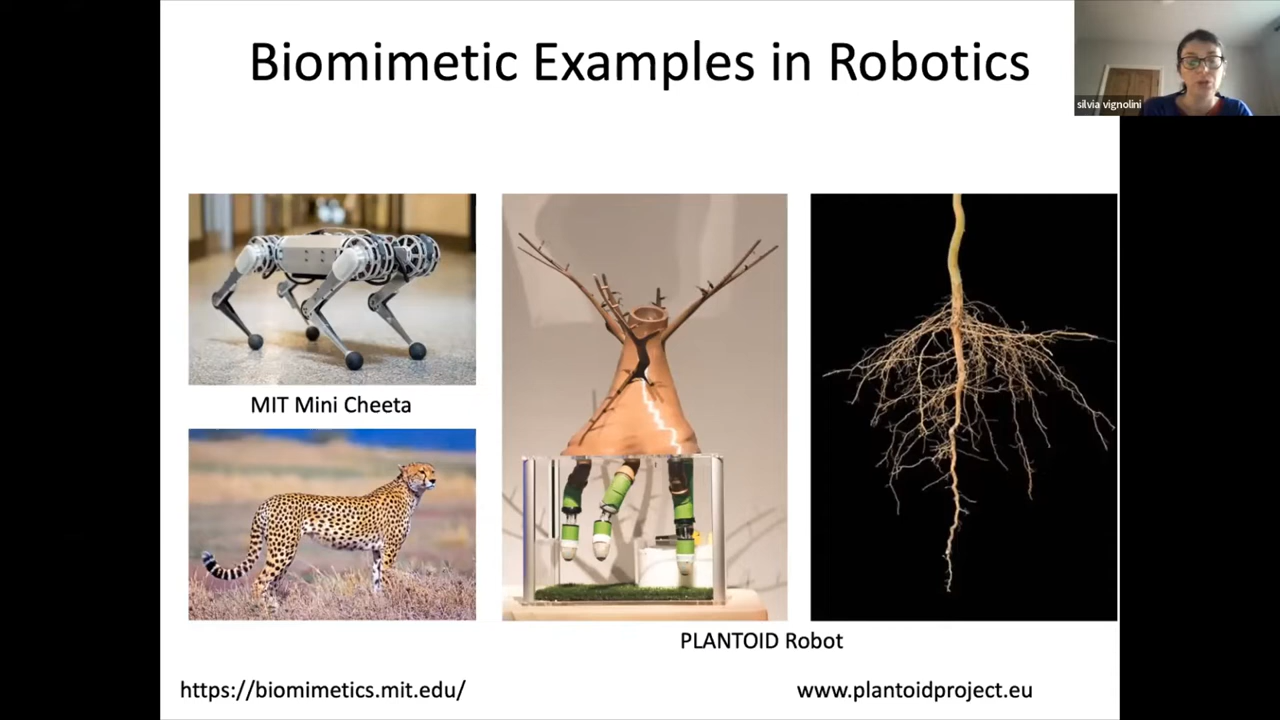 Biomimetic Examples in Robotics
silvia vignolini
MIT Mini Cheeta
PLANTOID Robot
https://biomimetics.mit.edu/
www.plantoidproject.eu